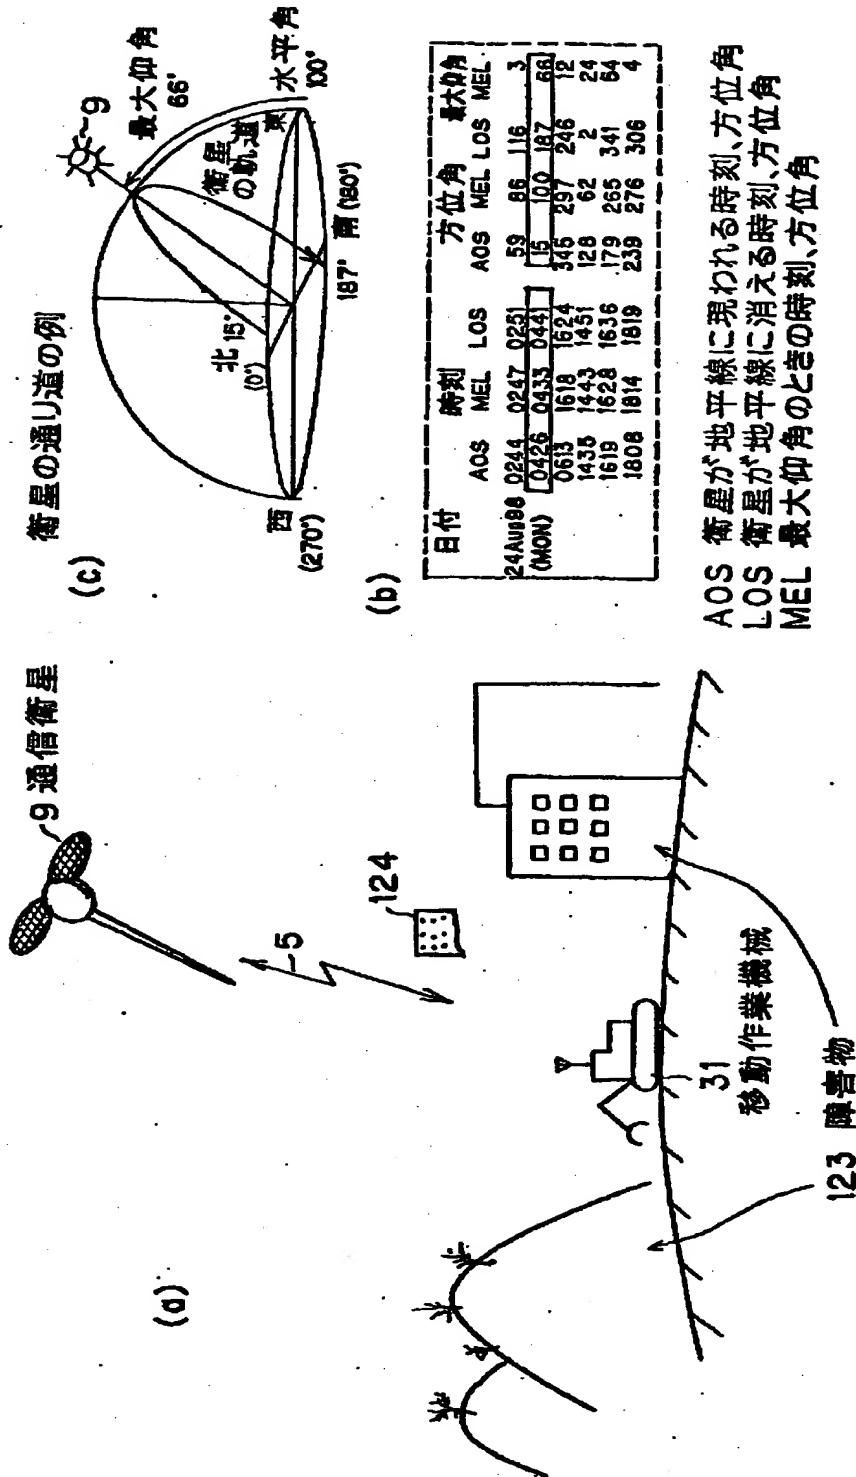 (a)
9 通信衛星
5
124
31
移動作業機械
123 障害物
(c)
衛星の通り道の例
9
最大仰角
66°
衛星
の軌道
北 15°
(0°)
東
水平角
100°
西
(270°)
187° 南 (180°)
(b)
日付 時刻 方位角 最大仰角
AOS MEL LOS AOS MEL LOS MEL
24Aug98 0244 0247 0251 59 86 116 3
(MON) 0426 0433 0441 15 100 187 66
0613 1618 1624 345 297 246 12
1435 1443 1451 128 62 2 24
1619 1628 1636 179 265 341 64
1808 1814 1819 239 276 306 4
AOS 衛星が地平線に現われる時刻、方位角
LOS 衛星が地平線に消える時刻、方位角
MEL 最大仰角のときの時刻、方位角